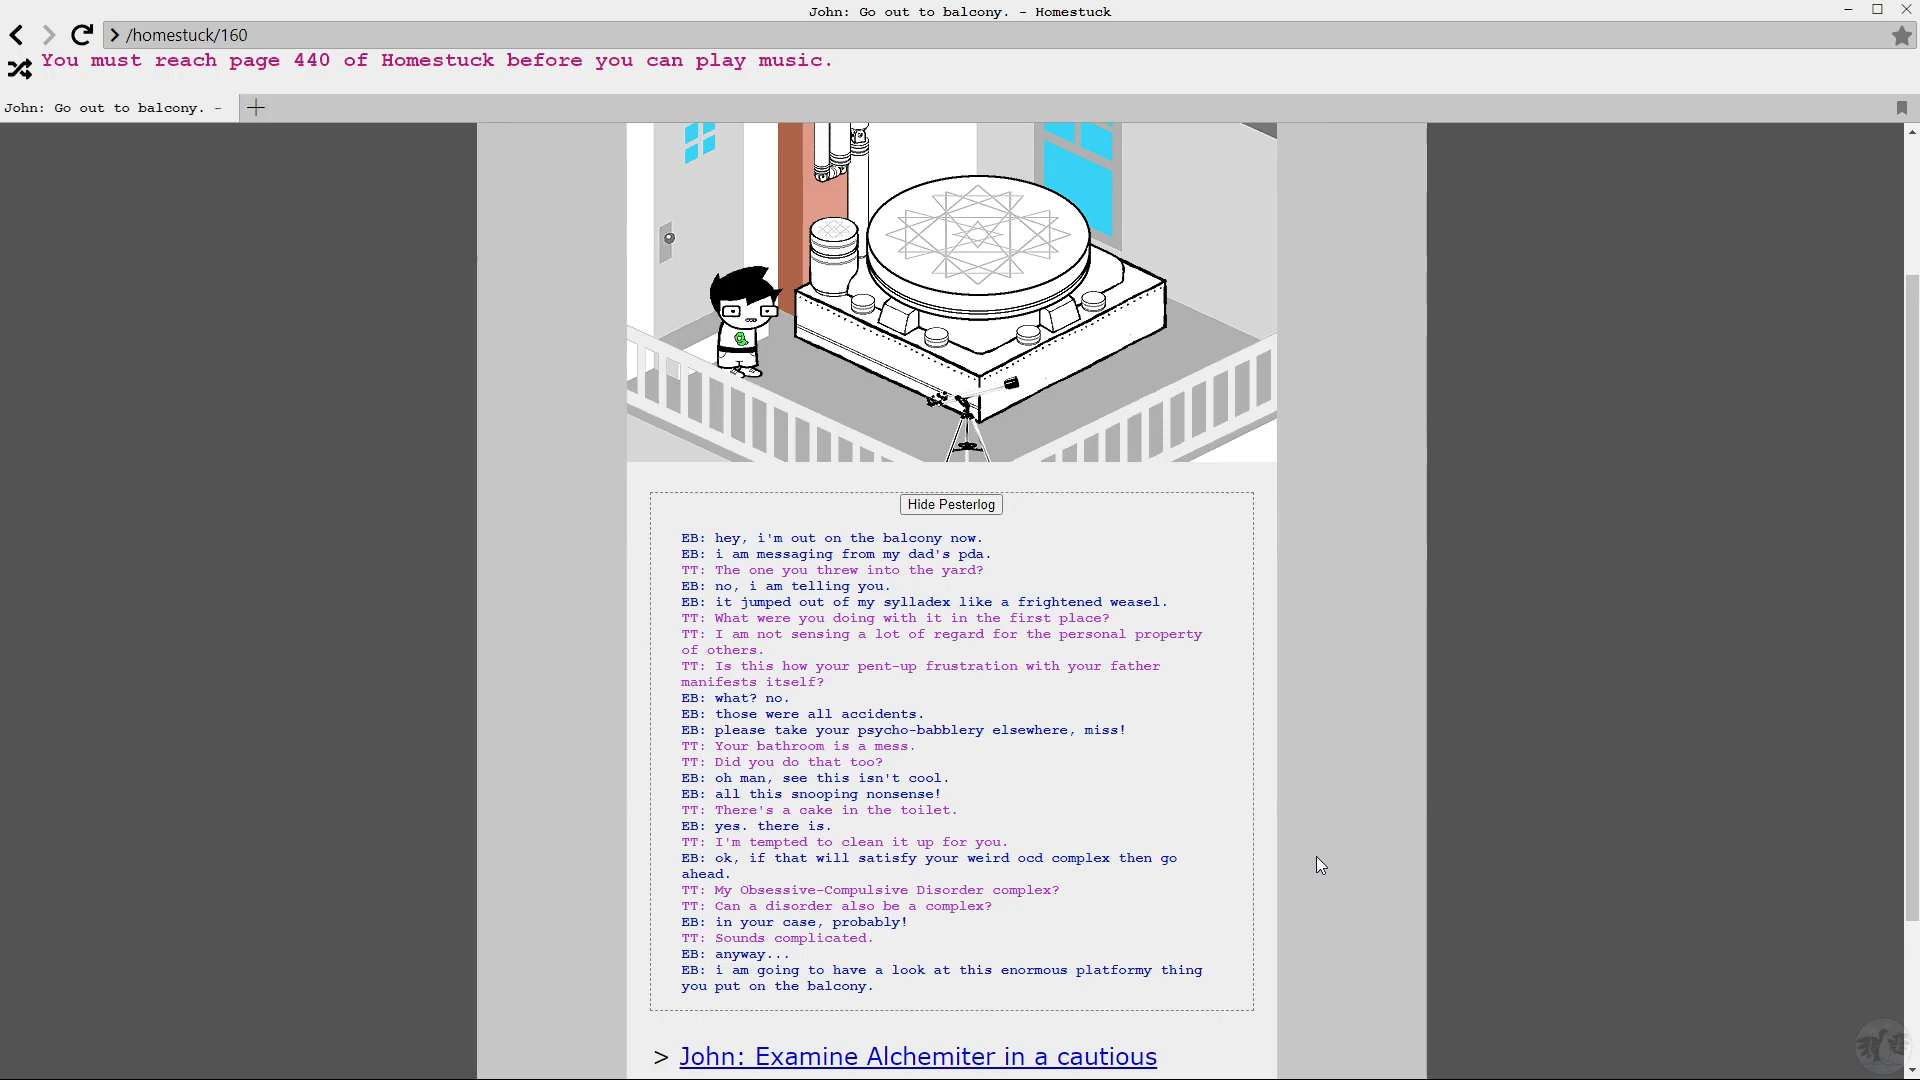 John: Go out to balcony. - Homestuck
/homestuck/160
You must reach page 440 of Homestuck before you can play music.
John: Go out to balcony. -
Hide Pesterlog
EB: hey, i'm out on the balcony now.
EB: i am messaging from my dad's pda.
TT: The one you threw into the yard?
EB: no, i am telling you.
EB: it jumped out of my sylladex like a frightened weasel.
TT: What were you doing with it in the first place?
TT: I am not sensing a lot of regard for the personal property
of others.
TT: Is this how your pent-up frustration with your father
manifests itself?
EB: what? no.
EB: those were all accidents.
EB: please take your psycho-babblery elsewhere, miss!
TT: Your bathroom is a mess.
TT: Did you do that too?
EB: oh man, see this isn't cool.
EB: all this snooping nonsense!
TT: There's a cake in the toilet.
EB: yes. there is.
TT: I'm tempted to clean it up for you.
EB: ok, if that will satisfy your weird ocd complex then go
ahead.
TT: My Obsessive-Compulsive Disorder complex?
TT: Can a disorder also be a complex?
EB: in your case, probably!
TT: Sounds complicated.
EB: anyway...
EB: i am going to have a look at this enormous platformy thing
you put on the balcony.
> John: Examine Alchemiter in a cautious